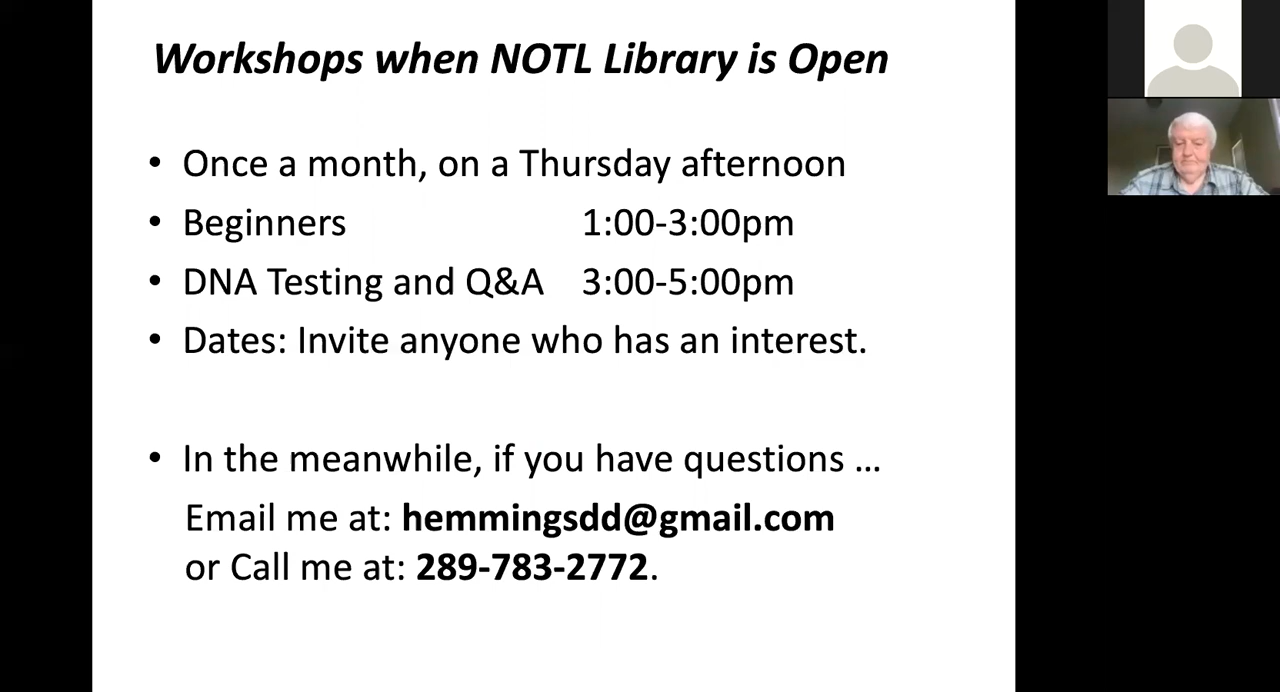 Workshops when NOTL Library is Open
• Once a month, on a Thursday afternoon
• Beginners 1:00-3:00pm
• DNA Testing and Q&A 3:00-5:00pm
• Dates: Invite anyone who has an interest.
• In the meanwhile, if you have questions …
Email me at: hemmingsdd@gmail.com
or Call me at: 289-783-2772.